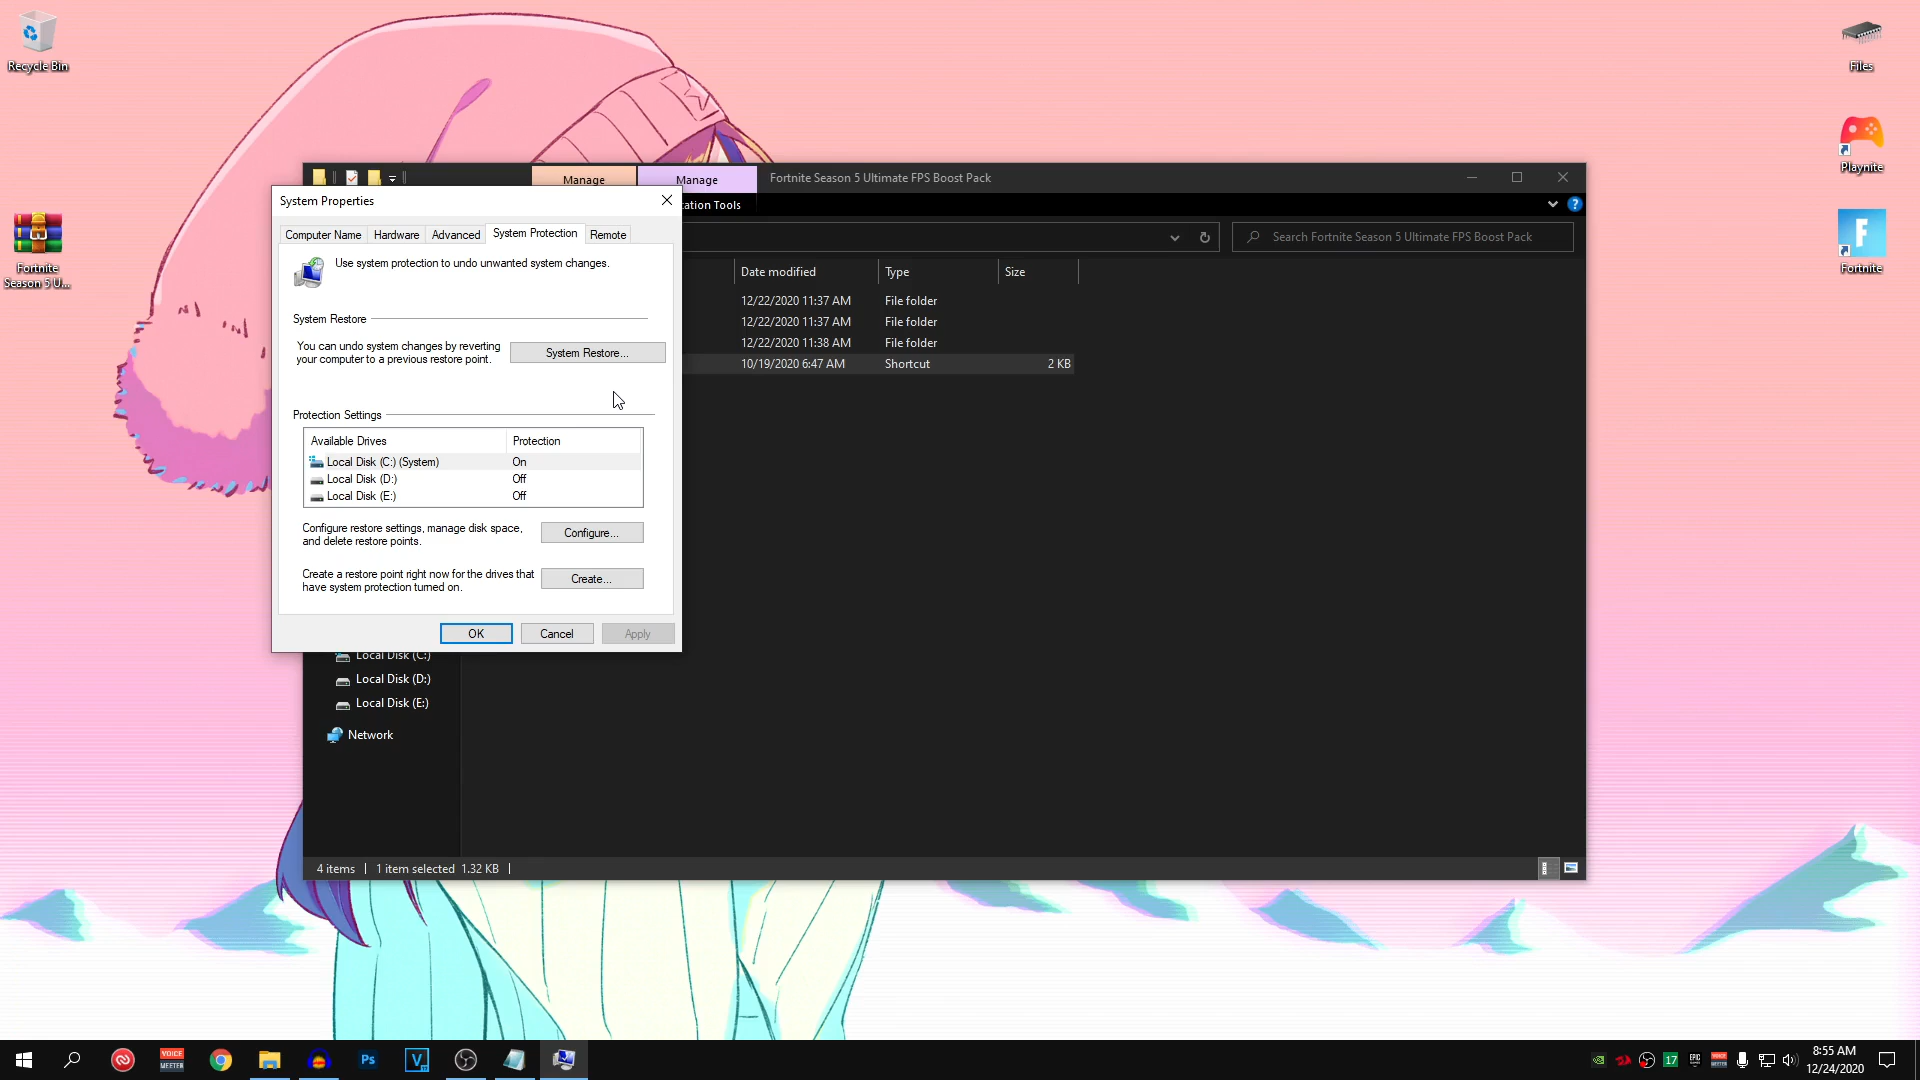 Recycle Bin
Files
Playnite
Fortnite
Season 5 U...
Fortnite
Manage
Manage
Fortnite Season 5 Ultimate FPS Boost Pack
cation Tools
Search Fortnite Season 5 Ultimate FPS Boost Pack
Date modified
Type
Size
12/22/2020 11:37 AM
File folder
12/22/2020 11:37 AM
File folder
12/22/2020 11:38 AM
File folder
10/19/2020 6:47 AM
Shortcut
2 KB
System Properties
Computer Name
Hardware
Advanced
System Protection
Remote
Use system protection to undo unwanted system changes.
System Restore
You can undo system changes by reverting
your computer to a previous restore point.
System Restore...
Protection Settings
Available Drives
Protection
Local Disk (C:) (System)
On
Local Disk (D:)
Off
Local Disk (E:)
Off
Configure restore settings, manage disk space,
and delete restore points.
Configure...
Create a restore point right now for the drives that
have system protection turned on.
Create...
OK
Cancel
Apply
Local Disk (C:)
Local Disk (D:)
Local Disk (E:)
Network
4 items
1 item selected 1.32 KB
VOICE
MEETER
Ps
V
17
EPIC
8:55 AM
12/24/2020